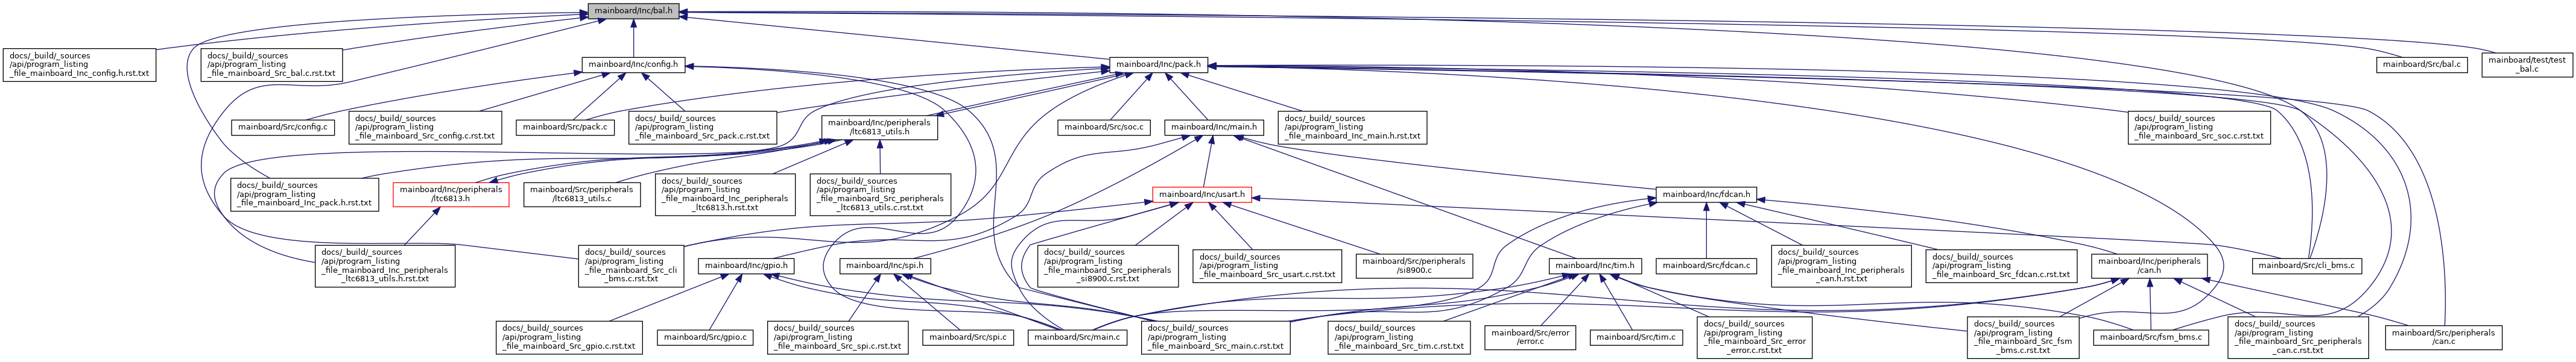 mainboard/Inc/bal.h
docs/_build/_sources
/api/program_listing
_file_mainboard_Inc_config.h.rst.txt
docs/_build/_sources
/api/program_listing
_file_mainboard_Src_bal.c.rst.txt
mainboard/Inc/config.h
mainboard/Inc/pack.h
mainboard/Src/bal.c
mainboard/test/test
_bal.c
mainboard/Src/config.c
docs/_build/_sources
/api/program_listing
_file_mainboard_Src_config.c.rst.txt
mainboard/Src/pack.c
docs/_build/_sources
/api/program_listing
_file_mainboard_Src_pack.c.rst.txt
mainboard/Inc/peripherals
/ltc6813_utils.h
mainboard/Src/soc.c
mainboard/Inc/main.h
docs/_build/_sources
/api/program_listing
_file_mainboard_Inc_main.h.rst.txt
docs/_build/_sources
/api/program_listing
_file_mainboard_Src_soc.c.rst.txt
docs/_build/_sources
/api/program_listing
_file_mainboard_Inc_pack.h.rst.txt
mainboard/Inc/peripherals
/ltc6813.h
mainboard/Src/peripherals
/ltc6813_utils.c
docs/_build/_sources
/api/program_listing
_file_mainboard_Inc_peripherals
_ltc6813.h.rst.txt
docs/_build/_sources
/api/program_listing
_file_mainboard_Src_peripherals
_ltc6813_utils.c.rst.txt
mainboard/Inc/usart.h
mainboard/Inc/fdcan.h
docs/_build/_sources
/api/program_listing
_file_mainboard_Inc_peripherals
_ltc6813_utils.h.rst.txt
docs/_build/_sources
/api/program_listing
_file_mainboard_Src_cli
_bms.c.rst.txt
mainboard/Inc/gpio.h
mainboard/Inc/spi.h
docs/_build/_sources
/api/program_listing
_file_mainboard_Src_peripherals
_si8900.c.rst.txt
docs/_build/_sources
/api/program_listing
_file_mainboard_Src_usart.c.rst.txt
mainboard/Src/peripherals
/si8900.c
mainboard/Inc/tim.h
mainboard/Src/fdcan.c
docs/_build/_sources
/api/program_listing
_file_mainboard_Inc_peripherals
_can.h.rst.txt
docs/_build/_sources
/api/program_listing
_file_mainboard_Src_fdcan.c.rst.txt
mainboard/Inc/peripherals
/can.h
mainboard/Src/cli_bms.c
docs/_build/_sources
/api/program_listing
_file_mainboard_Src_gpio.c.rst.txt
mainboard/Src/gpio.c
docs/_build/_sources
/api/program_listing
_file_mainboard_Src_spi.c.rst.txt
mainboard/Src/spi.c
mainboard/Src/main.c
docs/_build/_sources
/api/program_listing
_file_mainboard_Src_main.c.rst.txt
docs/_build/_sources
/api/program_listing
_file_mainboard_Src_tim.c.rst.txt
mainboard/Src/error
/error.c
mainboard/Src/tim.c
docs/_build/_sources
/api/program_listing
_file_mainboard_Src_error
_error.c.rst.txt
docs/_build/_sources
/api/program_listing
_file_mainboard_Src_fsm
_bms.c.rst.txt
mainboard/Src/fsm_bms.c
docs/_build/_sources
/api/program_listing
_file_mainboard_Src_peripherals
_can.c.rst.txt
mainboard/Src/peripherals
/can.c